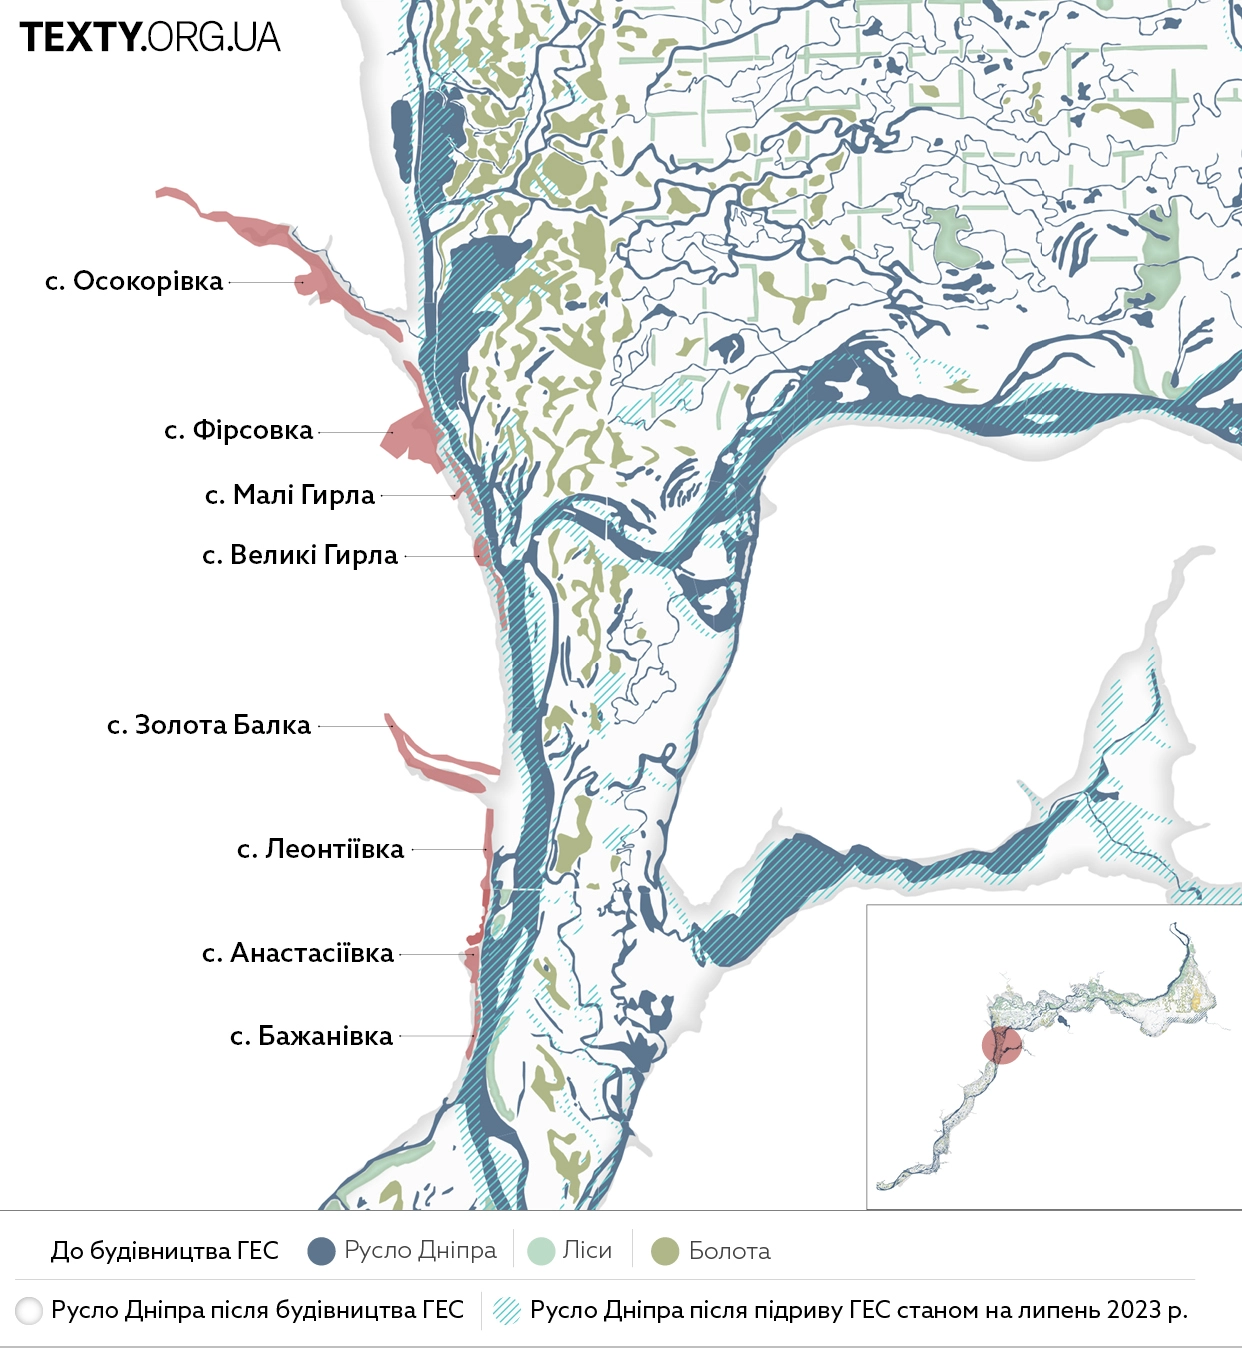 TEXTY.ORG.UA
с. Осокорівка
с. Фірсовка
с. Малі Гирла
с. Великі Гирла
с. Золота Балка
с. Леонтіївка
с. Анастасіївка
с. Бажанівка
До будівництва ГЕС Русло Дніпра Ліси Болота
Русло Дніпра після будівництва ГЕС Русло Дніпра після підриву ГЕС станом на липень 2023 р.